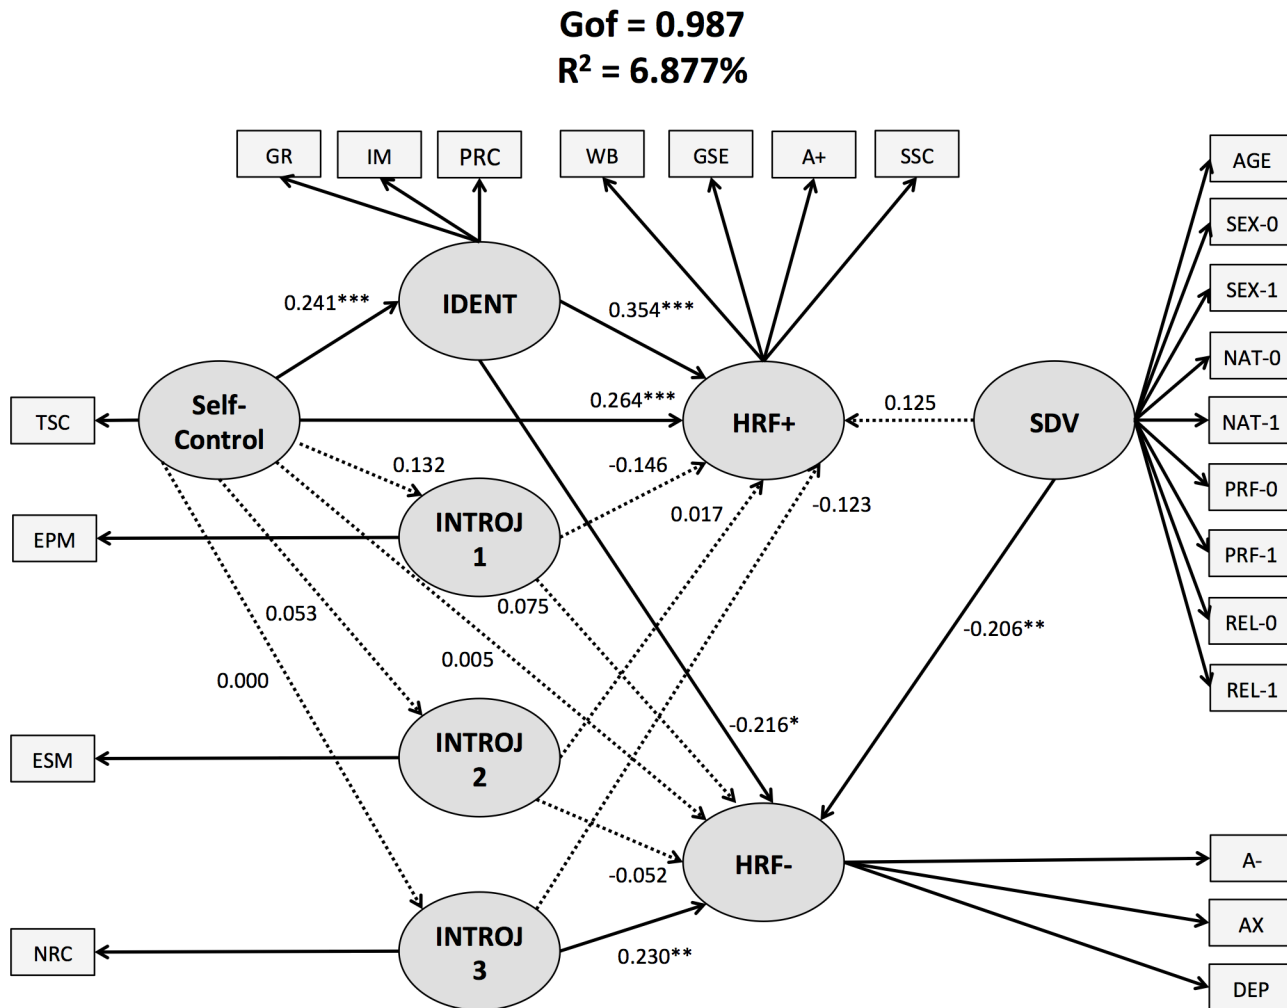 Gof = 0.987
R² = 6.877%
GR
IM
PRC
WB
GSE
A+
SSC
AGE
SEX-0
SEX-1
NAT-0
NAT-1
PRF-0
PRF-1
REL-0
REL-1
IDENT
0.241***
0.354***
TSC
Self-
Control
0.264***
HRF+
0.125
SDV
0.132
-0.146
0.017
-0.123
EPM
INTROJ
1
0.075
0.053
0.005
0.000
-0.206**
-0.216*
ESM
INTROJ
2
-0.052
HRF-
A-
AX
DEP
NRC
INTROJ
3
0.230**